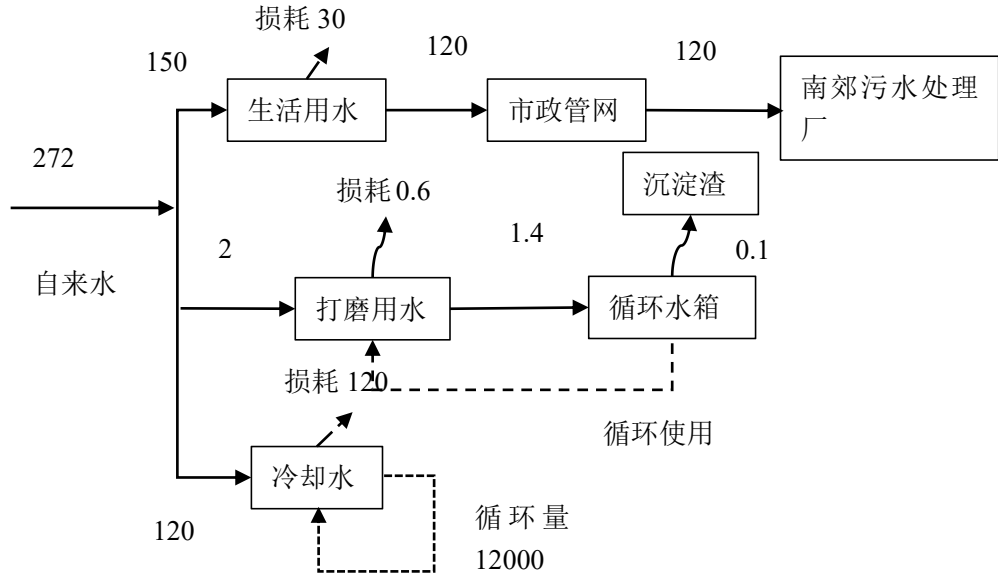 损耗 30
150
120
120
生活用水
市政管网
南郊污水处理
厂
272
自来水
沉淀渣
损耗 0.6
2
1.4
0.1
打磨用水
循环水箱
损耗 120
循环使用
冷却水
120
循环量
12000